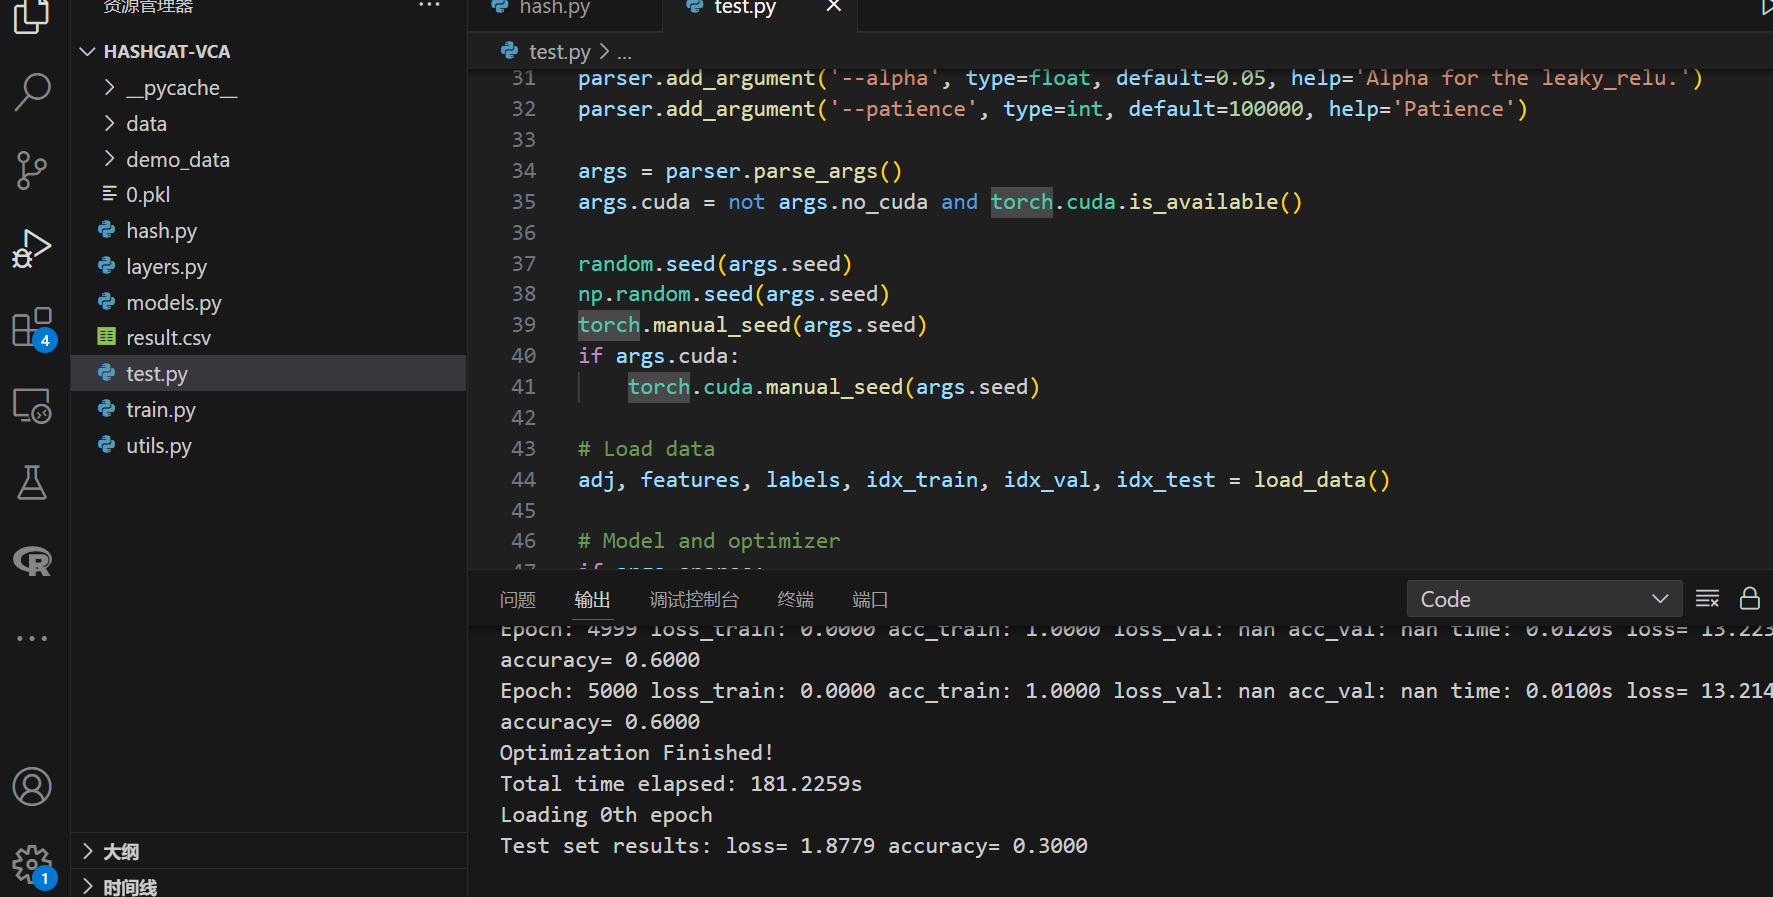 资源管理器
HASHGAT-VCA
__pycache__
data
demo_data
0.pkl
hash.py
layers.py
models.py
result.csv
test.py
train.py
utils.py
大纲
时间线
4
1
hash.py
test.py
test.py > ...
31 parser.add_argument('--alpha', type=float, default=0.05, help='Alpha for the leaky_relu.')
32 parser.add_argument('--patience', type=int, default=100000, help='Patience')
33
34 args = parser.parse_args()
35 args.cuda = not args.no_cuda and torch.cuda.is_available()
36
37 random.seed(args.seed)
38 np.random.seed(args.seed)
39 torch.manual_seed(args.seed)
40 if args.cuda:
41 torch.cuda.manual_seed(args.seed)
42
43 # Load data
44 adj, features, labels, idx_train, idx_val, idx_test = load_data()
45
46 # Model and optimizer
问题 输出 调试控制台 终端 端口
Code
Epoch: 4999 loss_train: 0.0000 acc_train: 1.0000 loss_val: nan acc_val: nan time: 0.0120s loss= 13.223
accuracy= 0.6000
Epoch: 5000 loss_train: 0.0000 acc_train: 1.0000 loss_val: nan acc_val: nan time: 0.0100s loss= 13.214
accuracy= 0.6000
Optimization Finished!
Total time elapsed: 181.2259s
Loading 0th epoch
Test set results: loss= 1.8779 accuracy= 0.3000